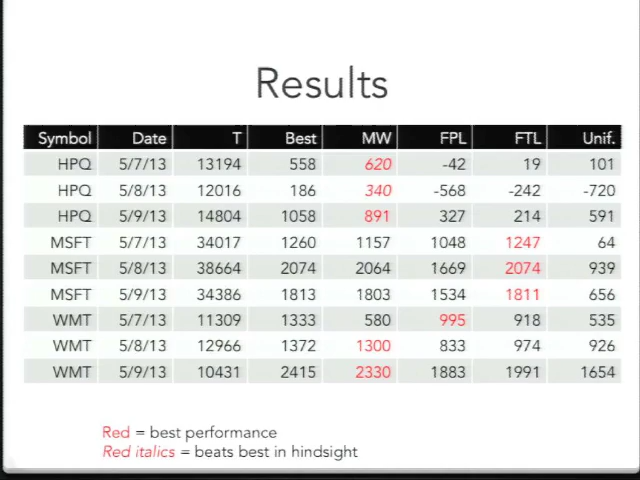 Results
Symbol Date T Best MW FPL FTL Unif.
HPQ 5/7/13 13194 558 620 -42 19 101
HPQ 5/8/13 12016 186 340 -568 -242 -720
HPQ 5/9/13 14804 1058 891 327 214 591
MSFT 5/7/13 34017 1260 1157 1048 1247 64
MSFT 5/8/13 38664 2074 2064 1669 2074 939
MSFT 5/9/13 34386 1813 1803 1534 1811 656
WMT 5/7/13 11309 1333 580 995 918 535
WMT 5/8/13 12966 1372 1300 833 974 926
WMT 5/9/13 10431 2415 2330 1883 1991 1654
Red = best performance
Red italics = beats best in hindsight